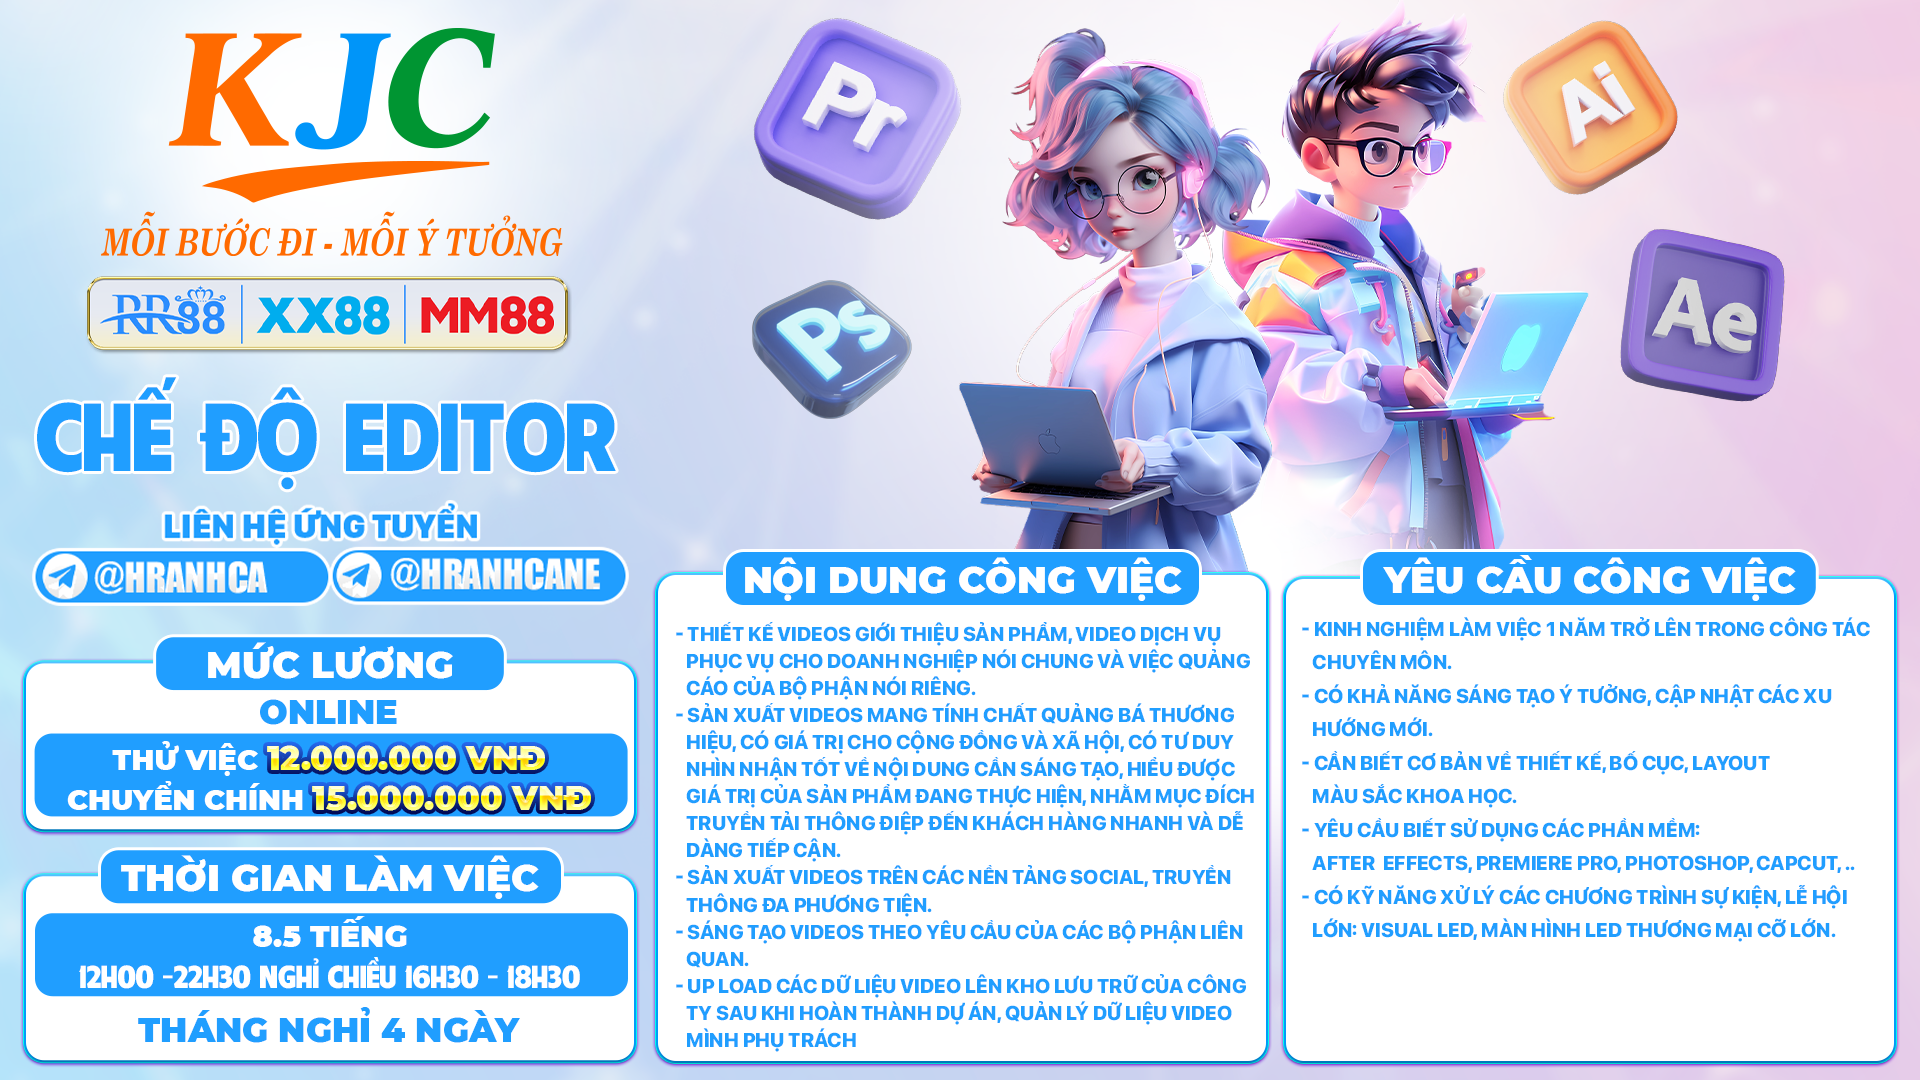 KJC
MỖI BƯỚC ĐI - MỖI Ý TƯỞNG
RR88 XX88 MM88
CHẾ ĐỘ EDITOR
LIÊN HỆ ỨNG TUYỂN
@HRANHCA @HRANHCANE
MỨC LƯƠNG
ONLINE
THỬ VIỆC 12.000.000 VNĐ
CHUYỂN CHÍNH 15.000.000 VNĐ
THỜI GIAN LÀM VIỆC
8.5 TIẾNG
12H00 -22H30 NGHỈ CHIỀU 16H30 - 18H30
THÁNG NGHỈ 4 NGÀY
Pr
Ps
Ai
Ae
NỘI DUNG CÔNG VIỆC
- THIẾT KẾ VIDEOS GIỚI THIỆU SẢN PHẨM, VIDEO DỊCH VỤ
PHỤC VỤ CHO DOANH NGHIỆP NÓI CHUNG VÀ VIỆC QUẢNG
CÁO CỦA BỘ PHẬN NÓI RIÊNG.
- SẢN XUẤT VIDEOS MANG TÍNH CHẤT QUẢNG BÁ THƯƠNG
HIỆU, CÓ GIÁ TRỊ CHO CỘNG ĐỒNG VÀ XÃ HỘI, CÓ TƯ DUY
NHÌN NHẬN TỐT VỀ NỘI DUNG CẦN SÁNG TẠO, HIỂU ĐƯỢC
GIÁ TRỊ CỦA SẢN PHẨM ĐANG THỰC HIỆN, NHẰM MỤC ĐÍCH
TRUYỀN TẢI THÔNG ĐIỆP ĐẾN KHÁCH HÀNG NHANH VÀ DỄ
DÀNG TIẾP CẬN.
- SẢN XUẤT VIDEOS TRÊN CÁC NỀN TẢNG SOCIAL, TRUYỀN
THÔNG ĐA PHƯƠNG TIỆN.
- SÁNG TẠO VIDEOS THEO YÊU CẦU CỦA CÁC BỘ PHẬN LIÊN
QUAN.
- UP LOAD CÁC DỮ LIỆU VIDEO LÊN KHO LƯU TRỮ CỦA CÔNG
TY SAU KHI HOÀN THÀNH DỰ ÁN, QUẢN LÝ DỮ LIỆU VIDEO
MÌNH PHỤ TRÁCH
YÊU CẦU CÔNG VIỆC
- KINH NGHIỆM LÀM VIỆC 1 NĂM TRỞ LÊN TRONG CÔNG TÁC
CHUYÊN MÔN.
- CÓ KHẢ NĂNG SÁNG TẠO Ý TƯỞNG, CẬP NHẬT CÁC XU
HƯỚNG MỚI.
- CẦN BIẾT CƠ BẢN VỀ THIẾT KẾ, BỐ CỤC, LAYOUT
MÀU SẮC KHOA HỌC.
- YÊU CẦU BIẾT SỬ DỤNG CÁC PHẦN MỀM:
AFTER EFFECTS, PREMIERE PRO, PHOTOSHOP, CAPCUT, ..
- CÓ KỸ NĂNG XỬ LÝ CÁC CHƯƠNG TRÌNH SỰ KIỆN, LỄ HỘI
LỚN: VISUAL LED, MÀN HÌNH LED THƯƠNG MẠI CỠ LỚN.